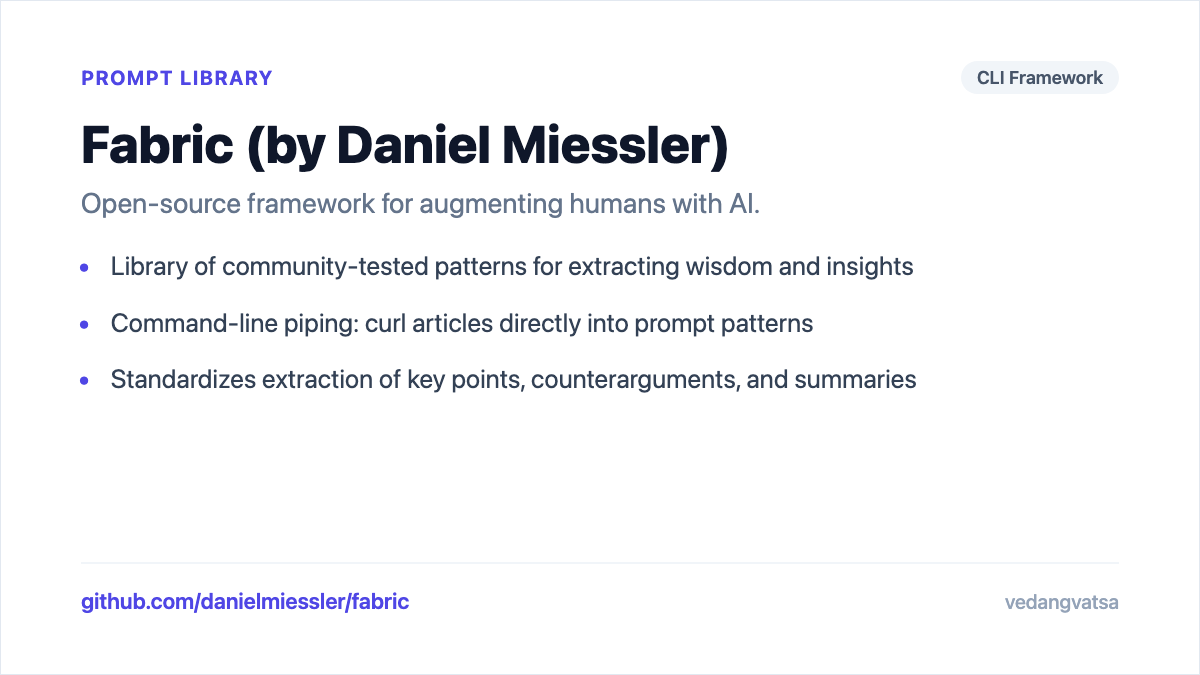 PROMPT LIBRARY
CLI Framework
Fabric (by Daniel Miessler)
Open-source framework for augmenting humans with AI.
• Library of community-tested patterns for extracting wisdom and insights
• Command-line piping: curl articles directly into prompt patterns
• Standardizes extraction of key points, counterarguments, and summaries
github.com/danielmiessler/fabric
vedangvatsa